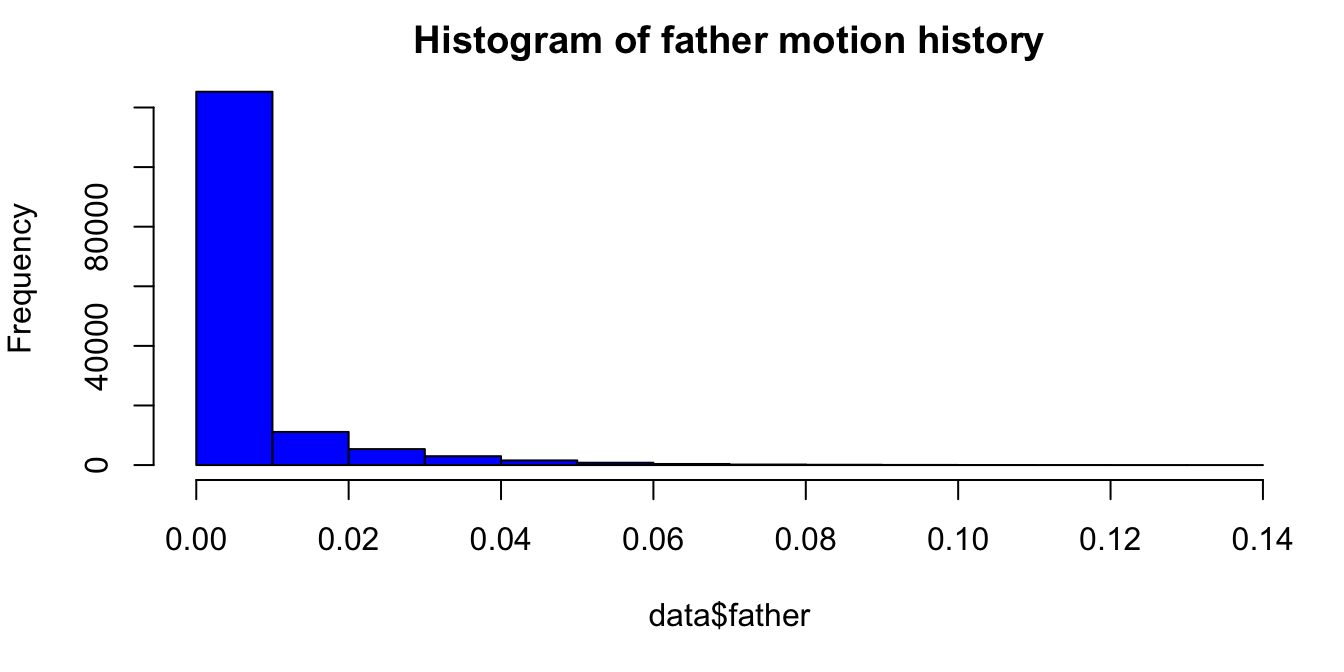 Histogram of father motion history
Frequency
80000
40000
0
0.00 0.02 0.04 0.06 0.08 0.10 0.12 0.14
data$father